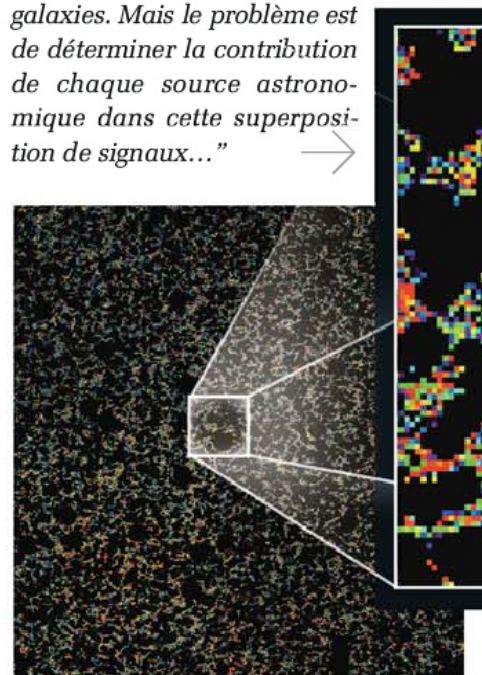 galaxies. Mais le problème est
de déterminer la contribution
de chaque source astrono-
mique dans cette superposi-
tion de signaux…”